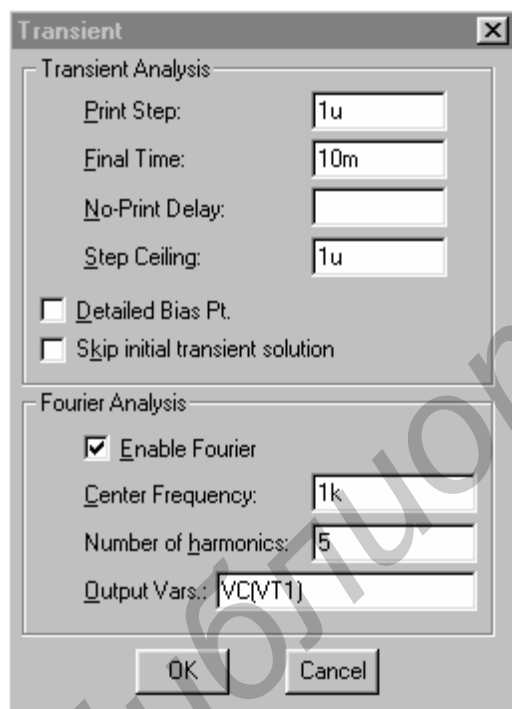 Transient
Transient Analysis
Print Step: 1u
Final Time: 10m
No-Print Delay:
Step Ceiling: 1u
Detailed Bias Pt.
Skip initial transient solution
Fourier Analysis
Enable Fourier
Center Frequency: 1k
Number of harmonics: 5
Output Vars.: VC(VT1)
OK Cancel